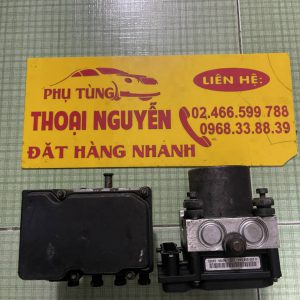 LIÊN HỆ:
PHỤ TÙNG
02.466.599 788
THOẠI NGUYỄN
0968.33.88.39
ĐẶT HÀNG NHANH